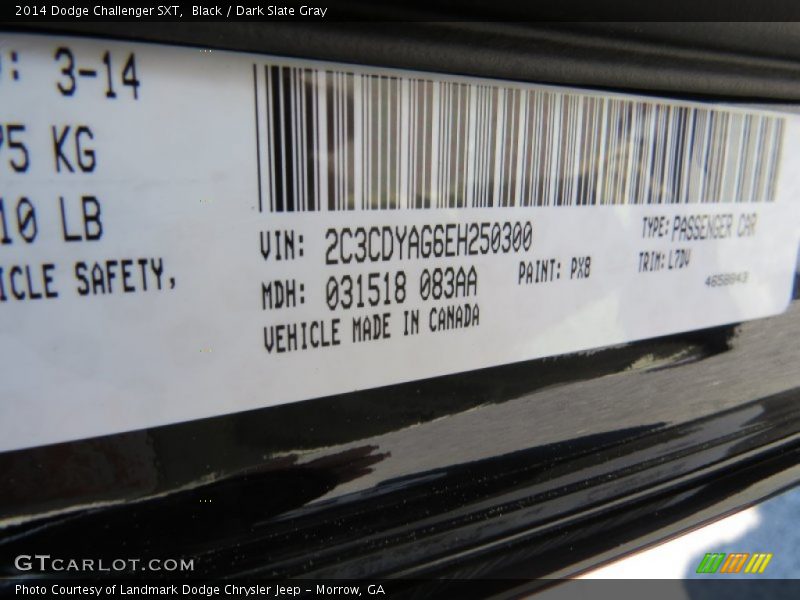 2014 Dodge Challenger SXT,  Black / Dark Slate Gray
: 3-14
75 KG
10 LB
ICLE SAFETY,
VIN: 2C3CDYAG6EH250300
TYPE: PASSENGER CAR
MDH: 031518 083AA
PAINT: PX8
TRIM: L7DV
4658843
VEHICLE MADE IN CANADA
GTCARLOT.COM
Photo Courtesy of Landmark Dodge Chrysler Jeep - Morrow, GA